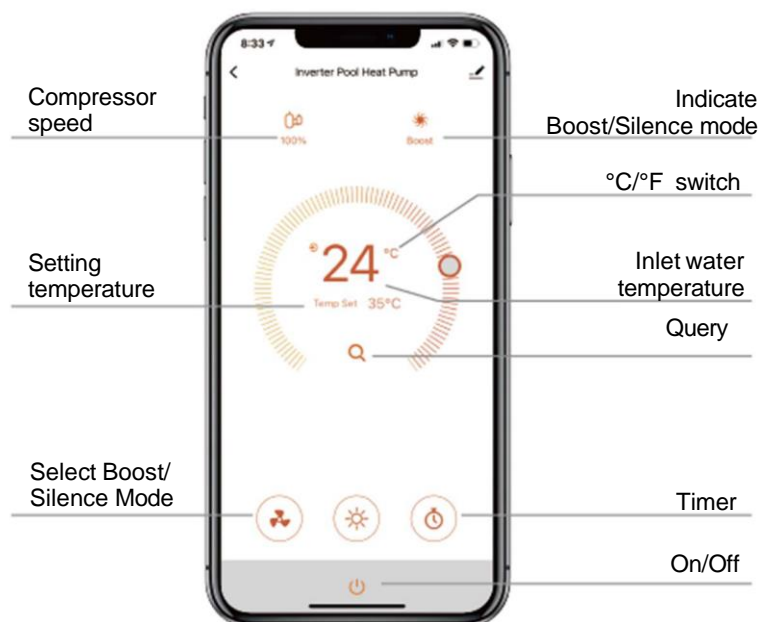 8:33
Inverter Pool Heat Pump
Compressor
speed
100%
Boost
Indicate
Boost/Silence mode
°C/°F switch
24 °C
Setting
temperature
Temp Set 35°C
Inlet water
temperature
Query
Select Boost/
Silence Mode
Timer
On/Off